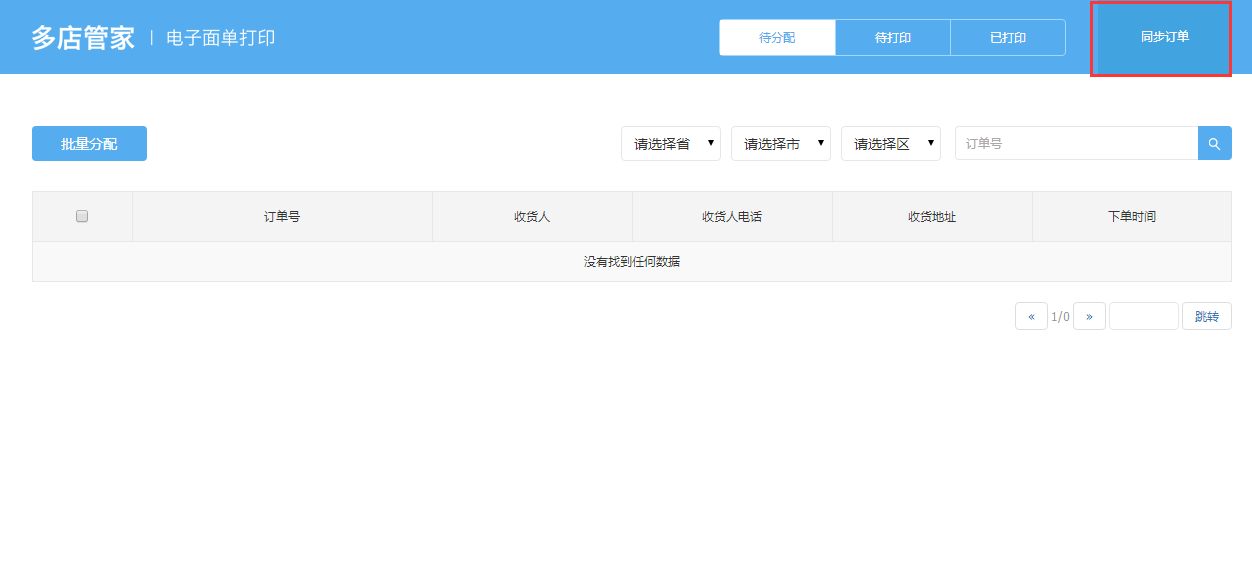 多店管家 | 电子面单打印
待分配 待打印 已打印
同步订单
批量分配
请选择省 请选择市 请选择区 订单号
订单号 收货人 收货人电话 收货地址 下单时间
没有找到任何数据
« 1/0 » 跳转